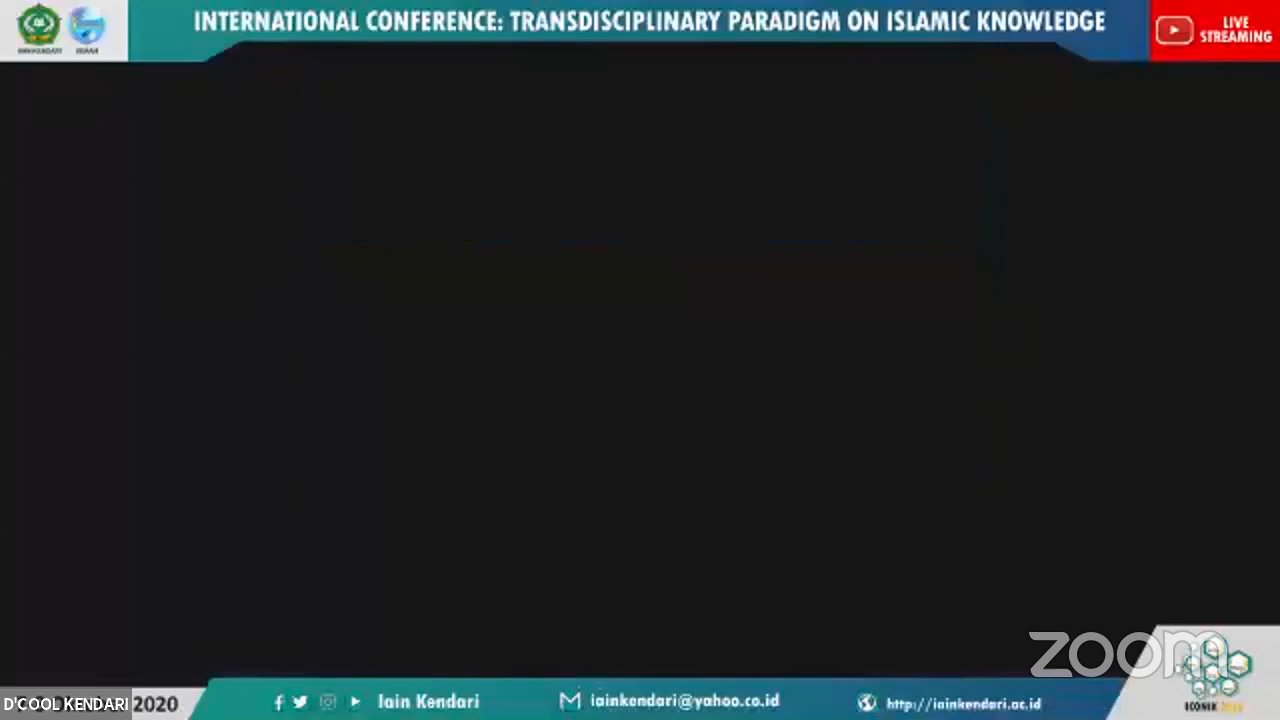 INTERNATIONAL CONFERENCE: TRANSDISCIPLINARY PARADIGM ON ISLAMIC KNOWLEDGE
LIVE
STREAMING
zoom
D'COOL KENDARI
2020
Iain Kendari
iainkendari@yahoo.co.id
http://iainkendari.ac.id
ICONIK